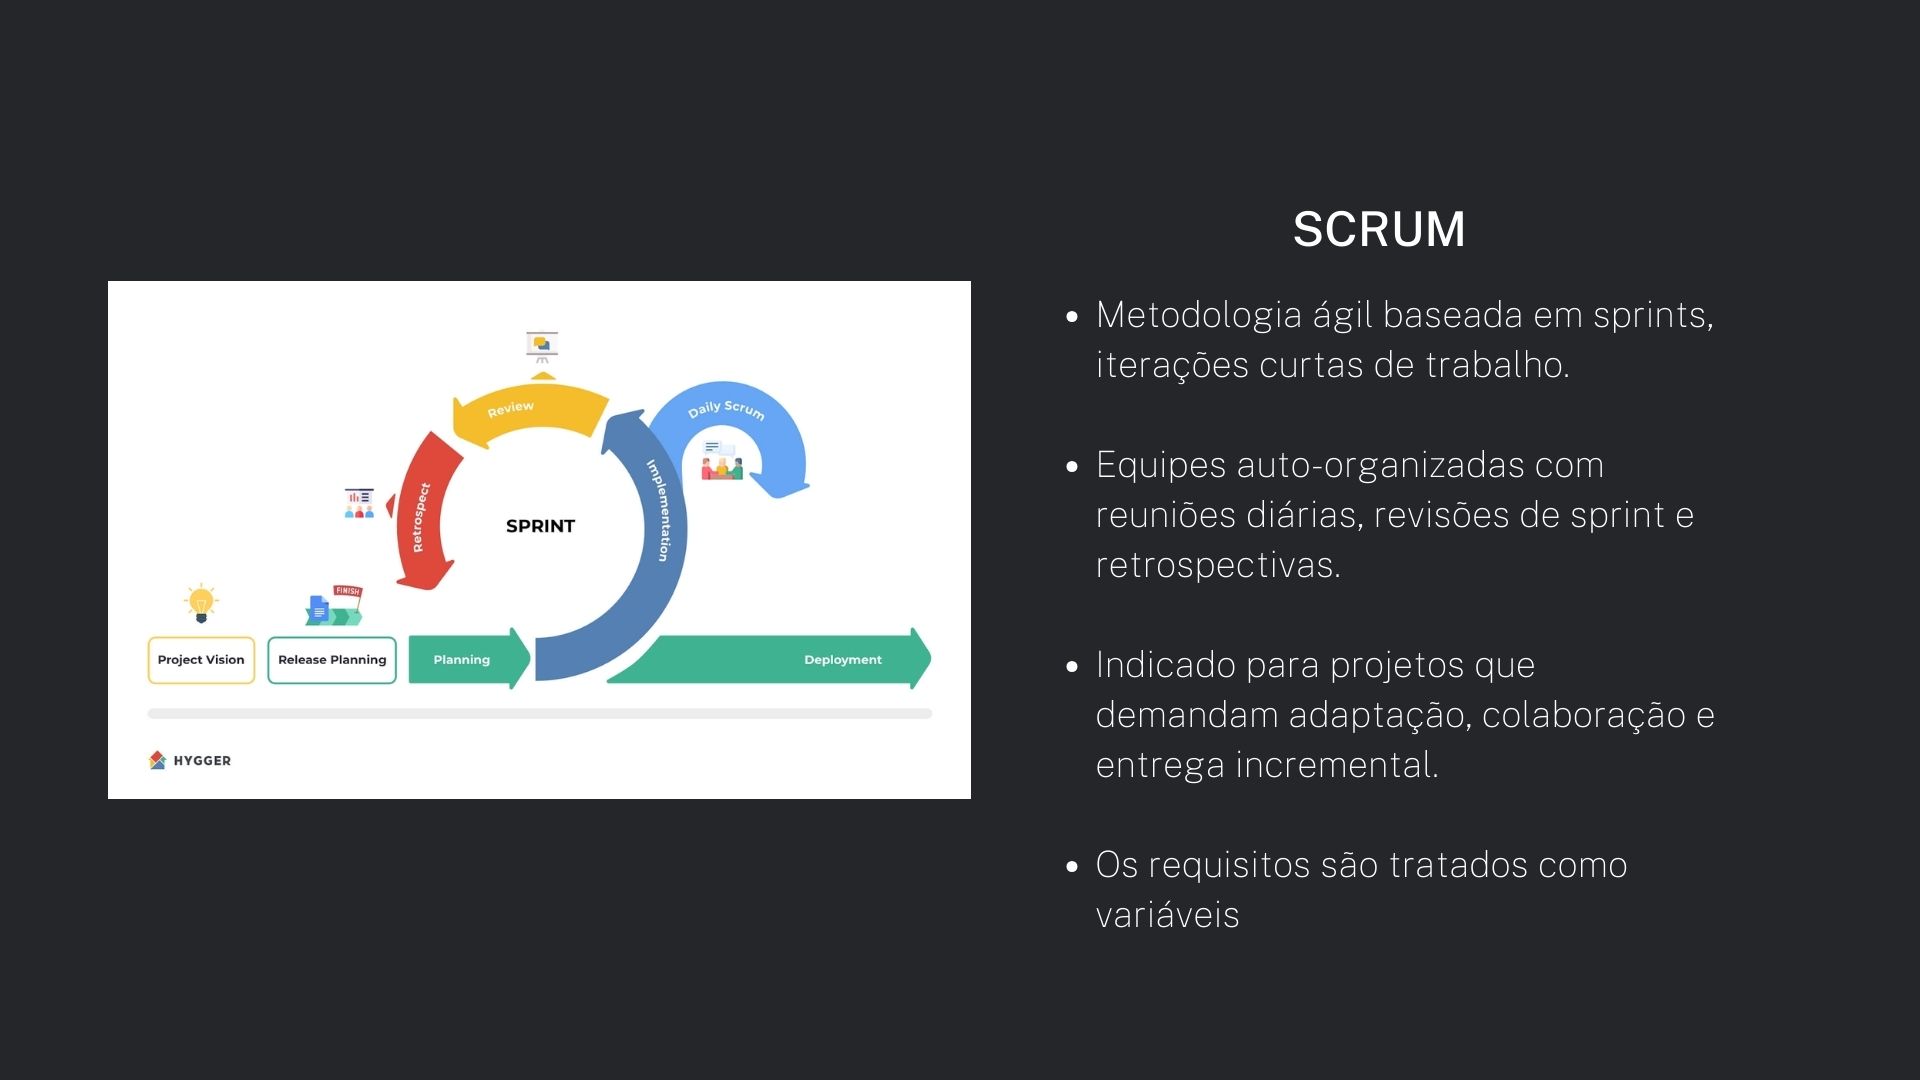 SCRUM
Metodologia ágil baseada em sprints,
iterações curtas de trabalho.
Equipes auto-organizadas com
reuniões diárias, revisões de sprint e
retrospectivas.
Indicado para projetos que
demandam adaptação, colaboração e
entrega incremental.
Os requisitos são tratados como
variáveis
Review
Daily Scrum
Implementation
Retrospect
SPRINT
FINISH
Project Vision
Release Planning
Planning
Deployment
HYGGER